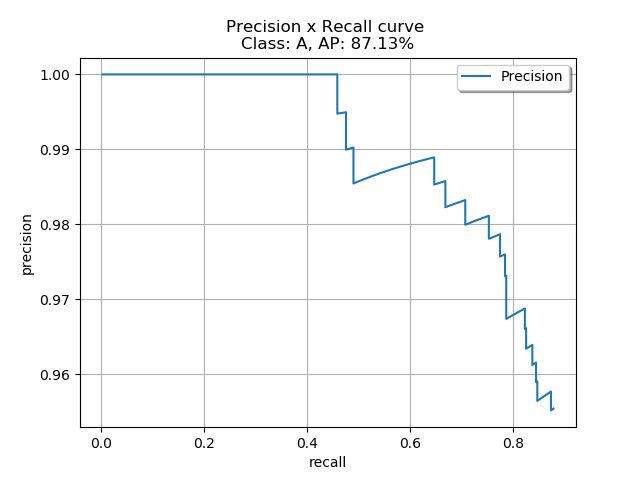 Precision x Recall curve
Class: A, AP: 87.13%
Precision
1.00
0.99
0.98
0.97
0.96
precision
0.0 0.2 0.4 0.6 0.8
recall